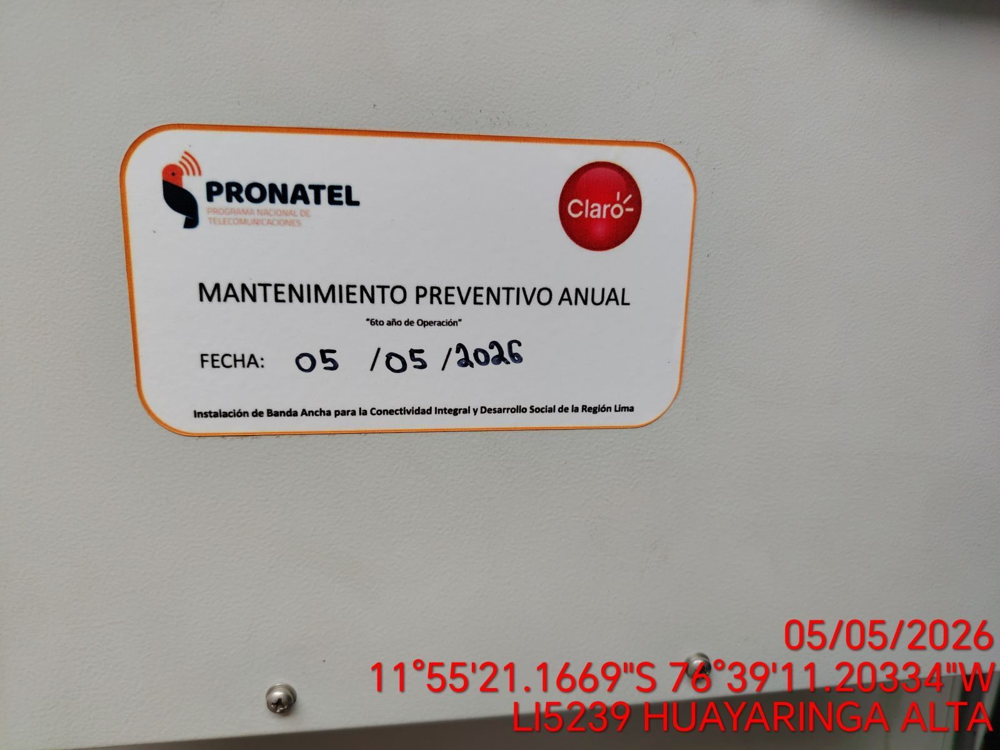 PRONATEL
PROGRAMA NACIONAL DE
TELECOMUNICACIONES
Claro
MANTENIMIENTO PREVENTIVO ANUAL
"6to año de Operación"
FECHA: 05 /05 /2026
Instalación de Banda Ancha para la Conectividad Integral y Desarrollo Social de la Región Lima
05/05/2026
11°55'21.1669"S 76°39'11.20334"W
LI5239 HUAYARINGA ALTA